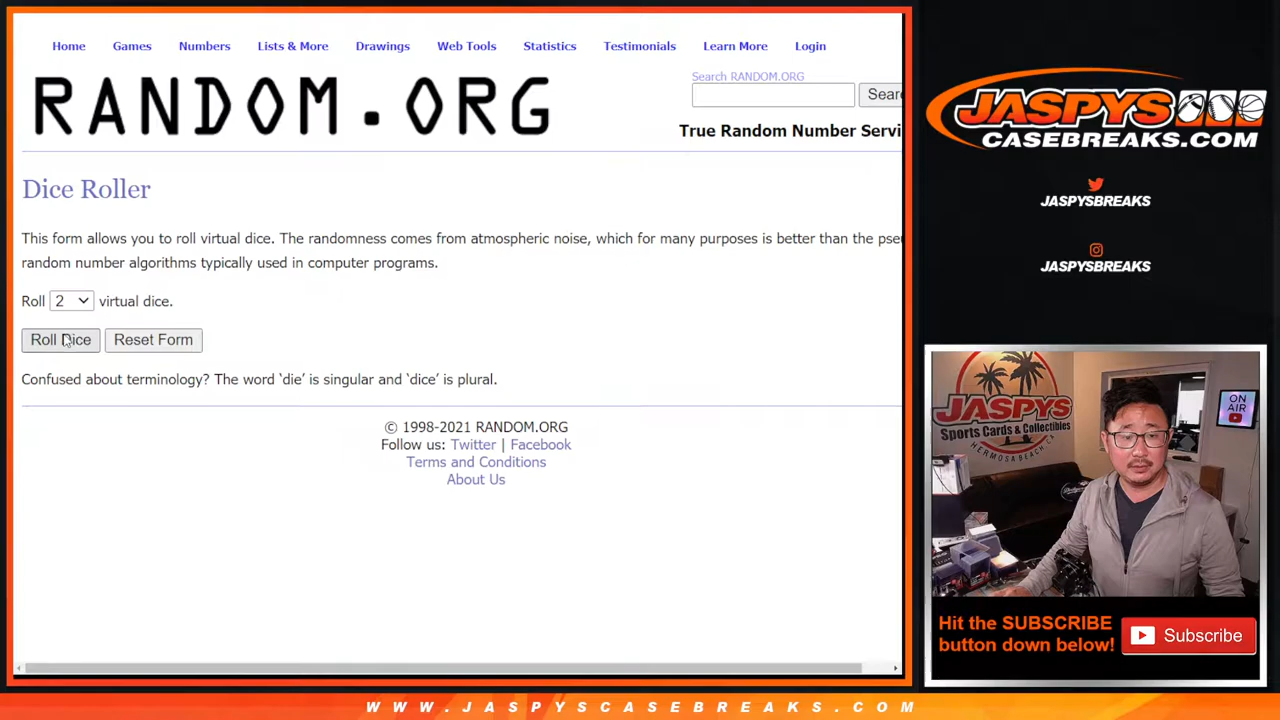 Home Games Numbers Lists & More Drawings Web Tools Statistics Testimonials Learn More Login
RANDOM.ORG
Search RANDOM.ORG
Sear
True Random Number Servi
Dice Roller
This form allows you to roll virtual dice. The randomness comes from atmospheric noise, which for many purposes is better than the pseu
random number algorithms typically used in computer programs.
Roll 2 virtual dice.
Roll Dice Reset Form
Confused about terminology? The word ‘die’ is singular and ‘dice’ is plural.
© 1998-2021 RANDOM.ORG
Follow us: Twitter | Facebook
Terms and Conditions
About Us
JASPYS
CASEBREAKS.COM
JASPYSBREAKS
JASPYSBREAKS
JASPYS
Sports Cards & Collectibles
HERMOSA BEACH, CA
ON
AIR
Dodgers
Hit the SUBSCRIBE
button down below!
Subscribe
WWW.JASPYSCASEBREAKS.COM